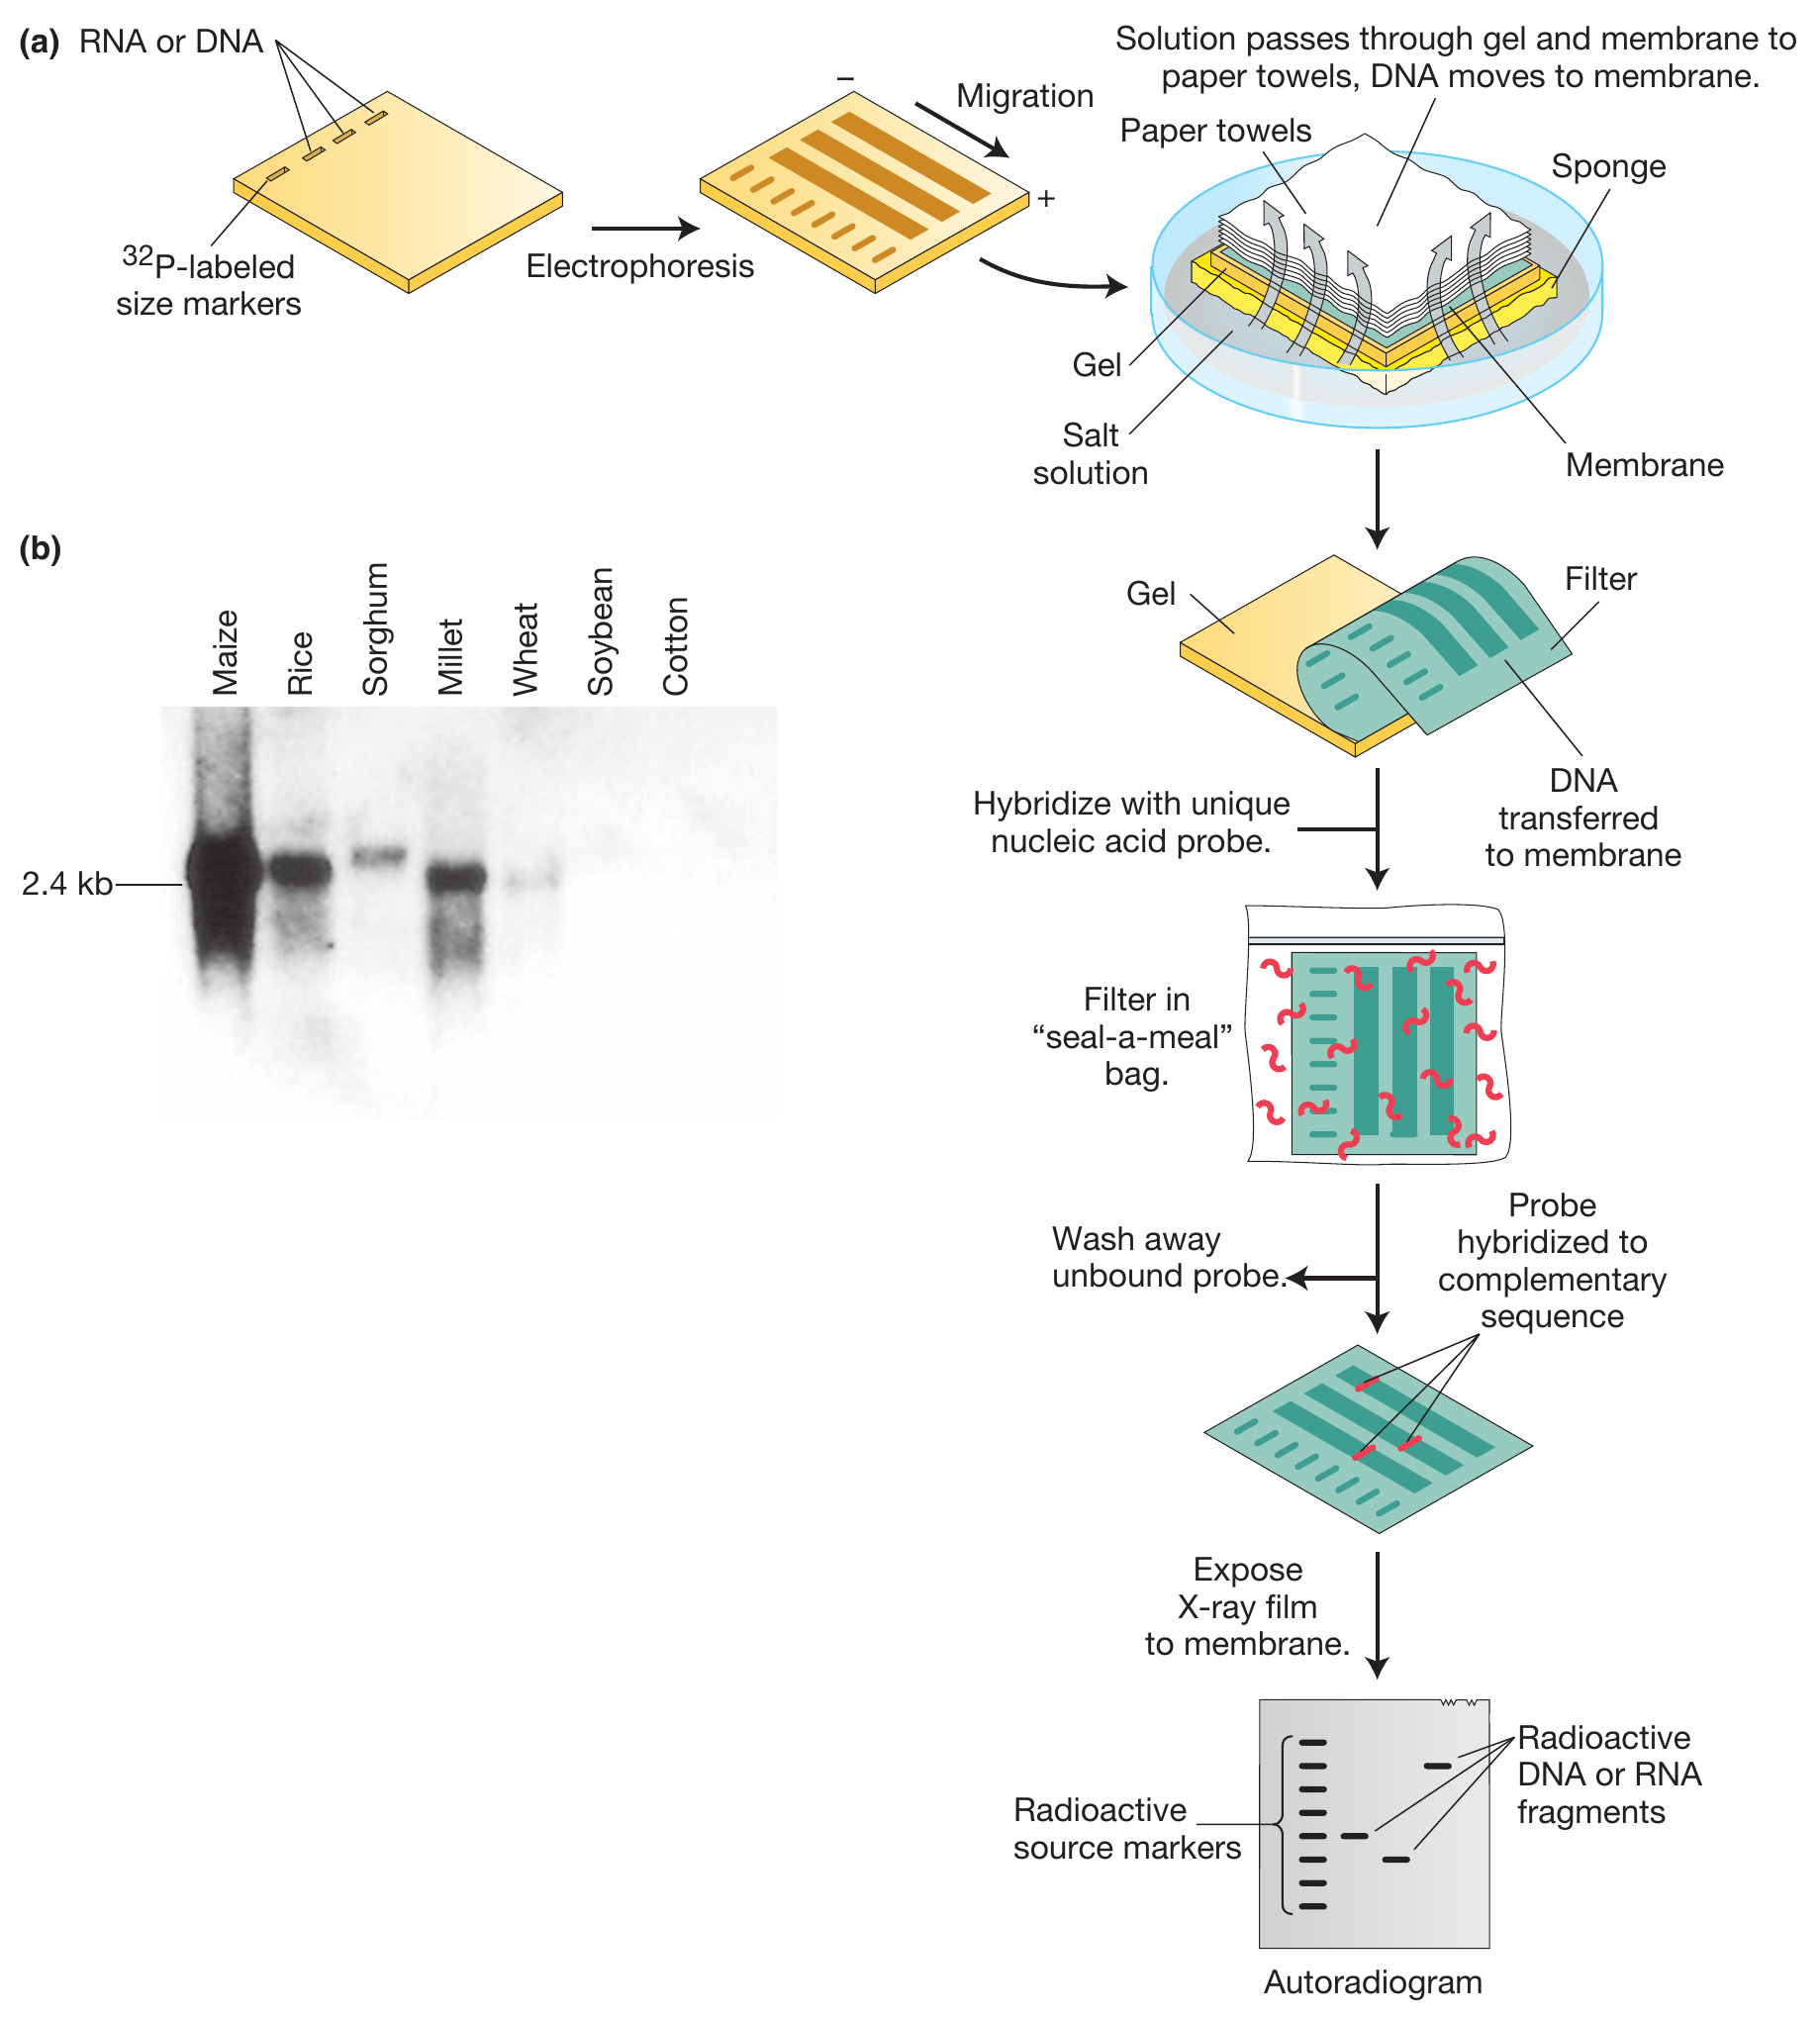 (a) RNA or DNA
32P-labeled
size markers
Electrophoresis
–
Migration
+
Solution passes through gel and membrane to
paper towels, DNA moves to membrane.
Paper towels
Sponge
Gel
Salt
solution
Membrane
Gel
Filter
DNA
transferred
to membrane
Hybridize with unique
nucleic acid probe.
Filter in
“seal-a-meal”
bag.
Wash away
unbound probe.
Probe
hybridized to
complementary
sequence
Expose
X-ray film
to membrane.
Radioactive
source markers
Radioactive
DNA or RNA
fragments
Autoradiogram
(b)
Maize
Rice
Sorghum
Millet
Wheat
Soybean
Cotton
2.4 kb